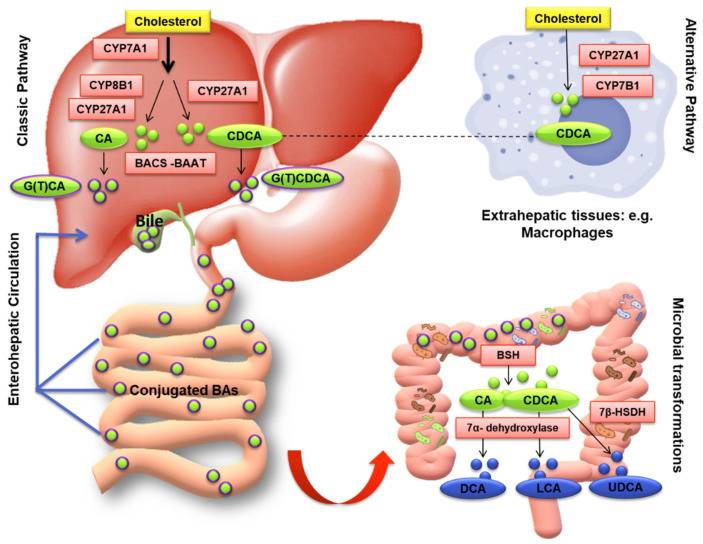 Classic Pathway
Cholesterol
CYP7A1
CYP8B1
CYP27A1
CYP27A1
CA
CDCA
BACS -BAAT
G(T)CA
G(T)CDCA
Bile
Enterohepatic Circulation
Conjugated BAs
Alternative Pathway
Cholesterol
CYP27A1
CYP7B1
CDCA
Extrahepatic tissues: e.g.
Macrophages
Microbial transformations
BSH
CA
CDCA
7α- dehydroxylase
7β-HSDH
DCA
LCA
UDCA